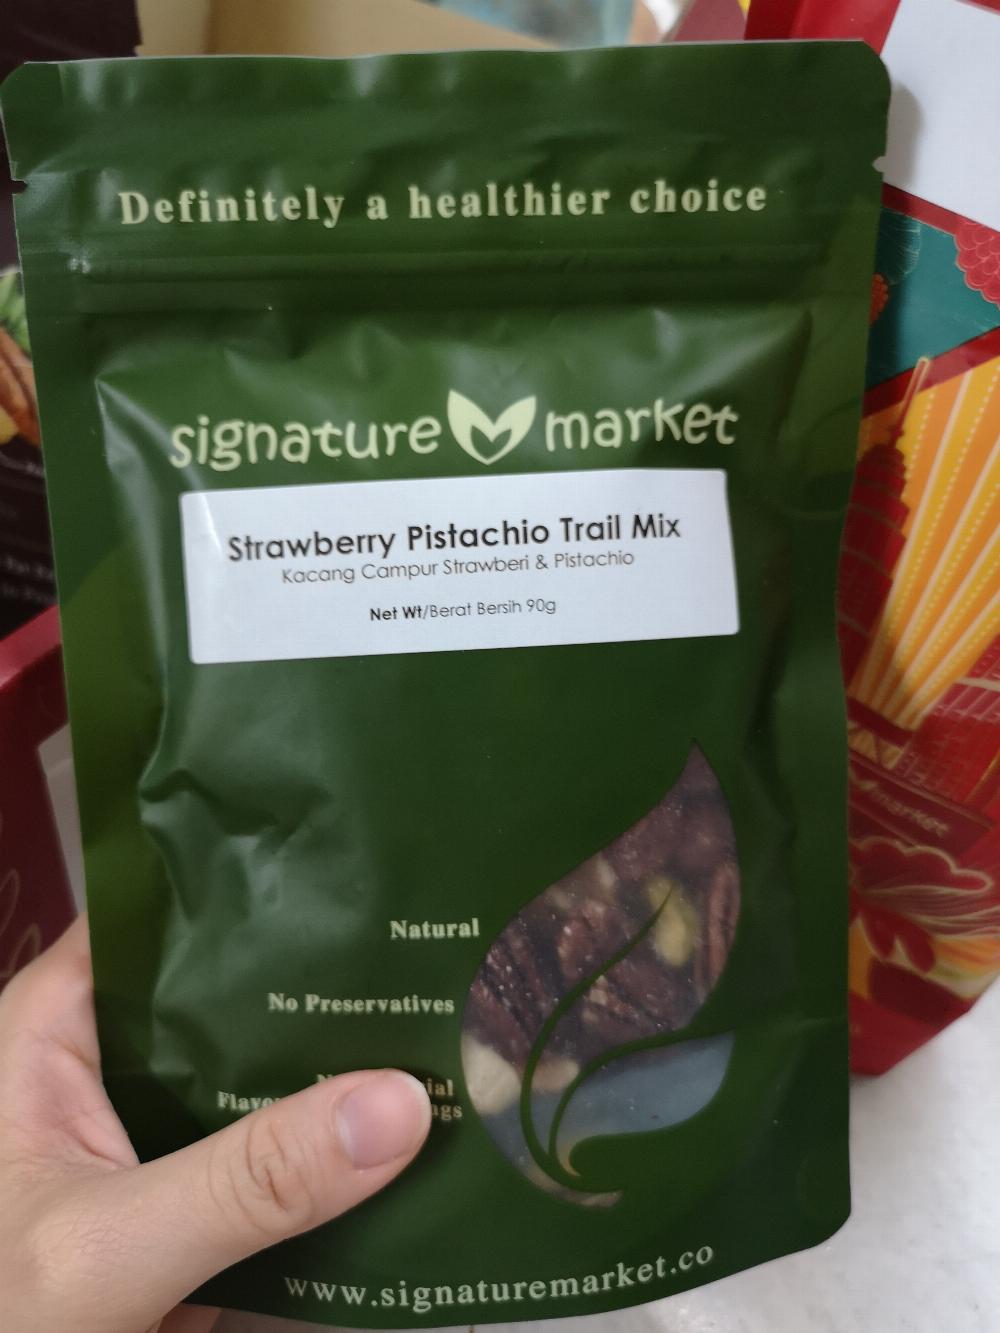 Definitely a healthier choice
signature market
Strawberry Pistachio Trail Mix
Kacang Campur Strawberi & Pistachio
Net Wt/Berat Bersih 90g
Natural
No Preservatives
www.signaturemarket.co
market